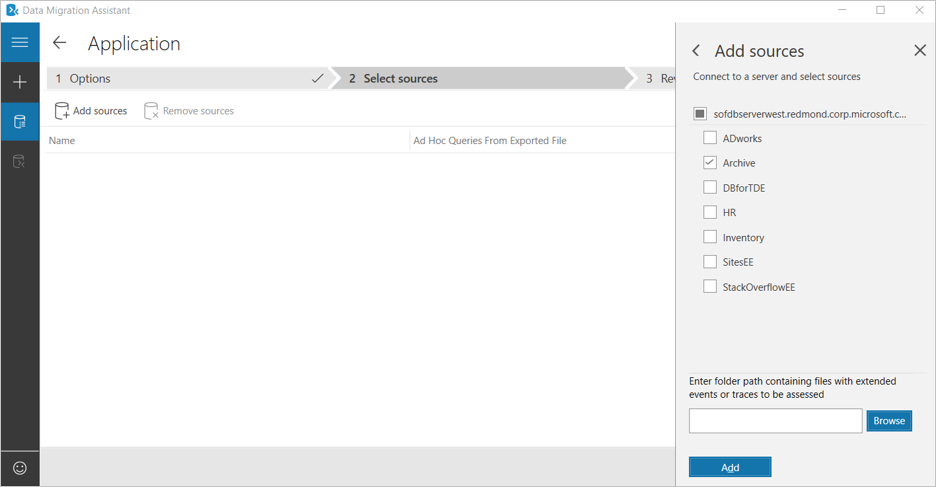 Data Migration Assistant
Application
1 Options
2 Select sources
3 Rev
Add sources
Remove sources
Name
Ad Hoc Queries From Exported File
Add sources
Connect to a server and select sources
sofdbserverwest.redmond.corp.microsoft.c...
ADworks
Archive
DBforTDE
HR
Inventory
SitesEE
StackOverflowEE
Enter folder path containing files with extended
events or traces to be assessed
Browse
Add